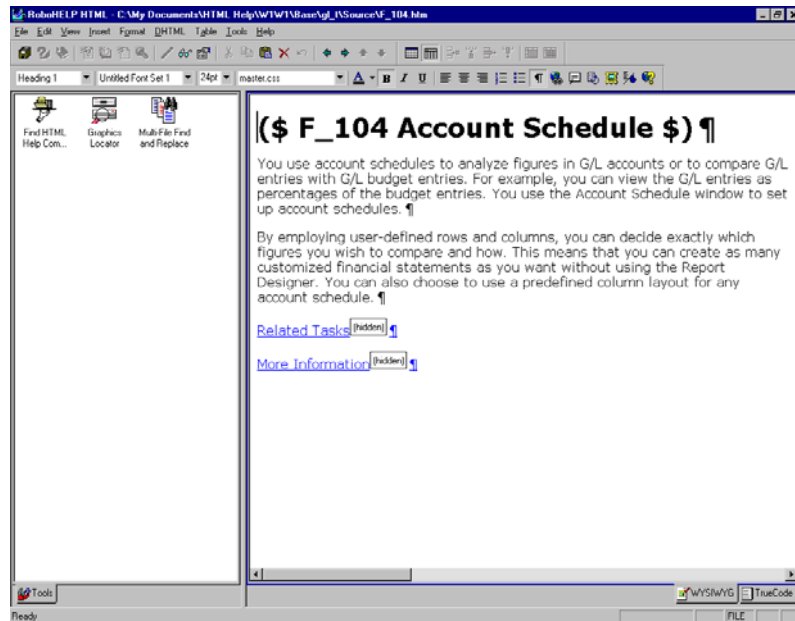 RoboHELP HTML - C:\My Documents\HTML Help\W1W1\Base\gl_t\Source\F_104.htm
File Edit View Insert Format DHTML Table Tools Help
Heading 1 Untitled Font Set 1 24pt master.css A B I U
Find HTML Help Com... Graphics Locator Multi-File Find and Replace
($ F_104 Account Schedule $) ¶
You use account schedules to analyze figures in G/L accounts or to compare G/L
entries with G/L budget entries. For example, you can view the G/L entries as
percentages of the budget entries. You use the Account Schedule window to set
up account schedules. ¶
By employing user-defined rows and columns, you can decide exactly which
figures you wish to compare and how. This means that you can create as many
customized financial statements as you want without using the Report
Designer. You can also choose to use a predefined column layout for any
account schedule. ¶
Related Tasks (hidden) ¶
More Information (hidden) ¶
Tools
WYSIWYG TrueCode
Ready
FILE